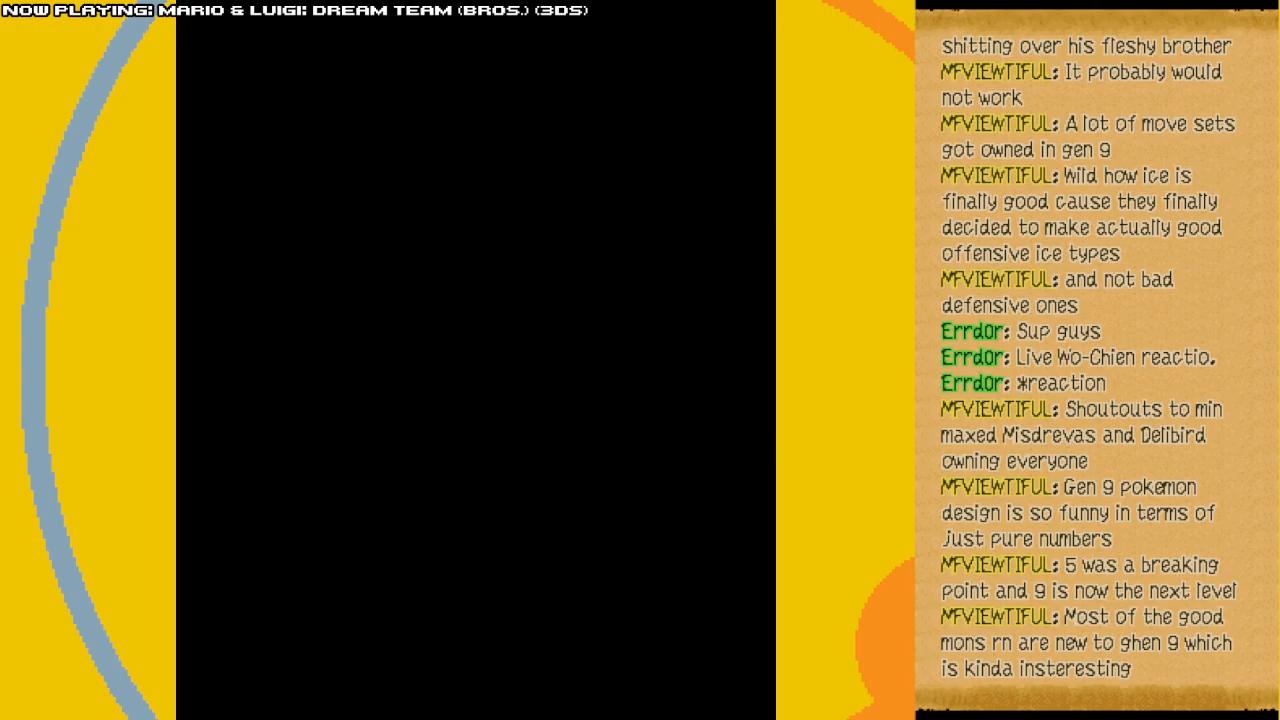 NOW PLAYING: MARIO & LUIGI: DREAM TEAM (BROS.) (3DS)
shitting over his fleshy brother
MFVIEWTIFUL: It probably would
not work
MFVIEWTIFUL: A lot of move sets
got owned in gen 9
MFVIEWTIFUL: Wild how ice is
finally good cause they finally
decided to make actually good
offensive ice types
MFVIEWTIFUL: and not bad
defensive ones
Errd0r: Sup guys
Errd0r: Live Wo-Chien reactio.
Errd0r: *reaction
MFVIEWTIFUL: Shoutouts to min
maxed Misdrevas and Delibird
owning everyone
MFVIEWTIFUL: Gen 9 pokemon
design is so funny in terms of
just pure numbers
MFVIEWTIFUL: 5 was a breaking
point and 9 is now the next level
MFVIEWTIFUL: Most of the good
mons rn are new to ghen 9 which
is kinda insteresting